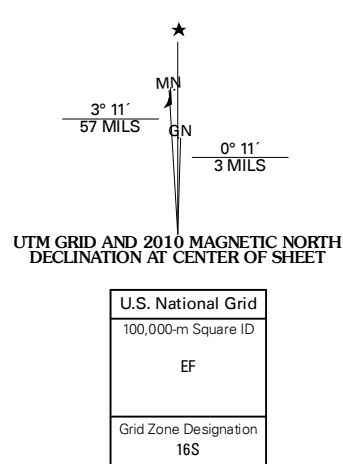 ★
MN
3° 11´
57 MILS
GN
0° 11´
3 MILS
UTM GRID AND 2010 MAGNETIC NORTH
DECLINATION AT CENTER OF SHEET
U.S. National Grid
100,000-m Square ID
EF
Grid Zone Designation
16S